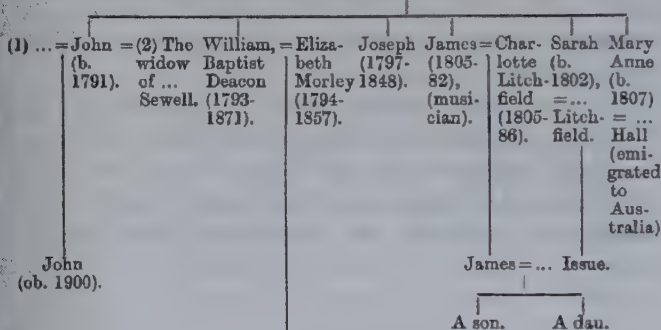 (1) ... = John = (2) The William, = Eliza- Joseph James = Char- Sarah Mary
(b. widow Baptist beth (1797- (1805- lotte (b. Anne
1791). of ... Deacon Morley 1848). 82), Litch- 1802), (b.
Sewell. (1793- (1794- (musi- field = ... 1807)
1871). 1857). cian). (1805- Litch- = ...
86). field. Hall
(emi-
grated
to
Aus-
tralia)
John James = ... Issue.
(ob. 1900).
A son. A dau.